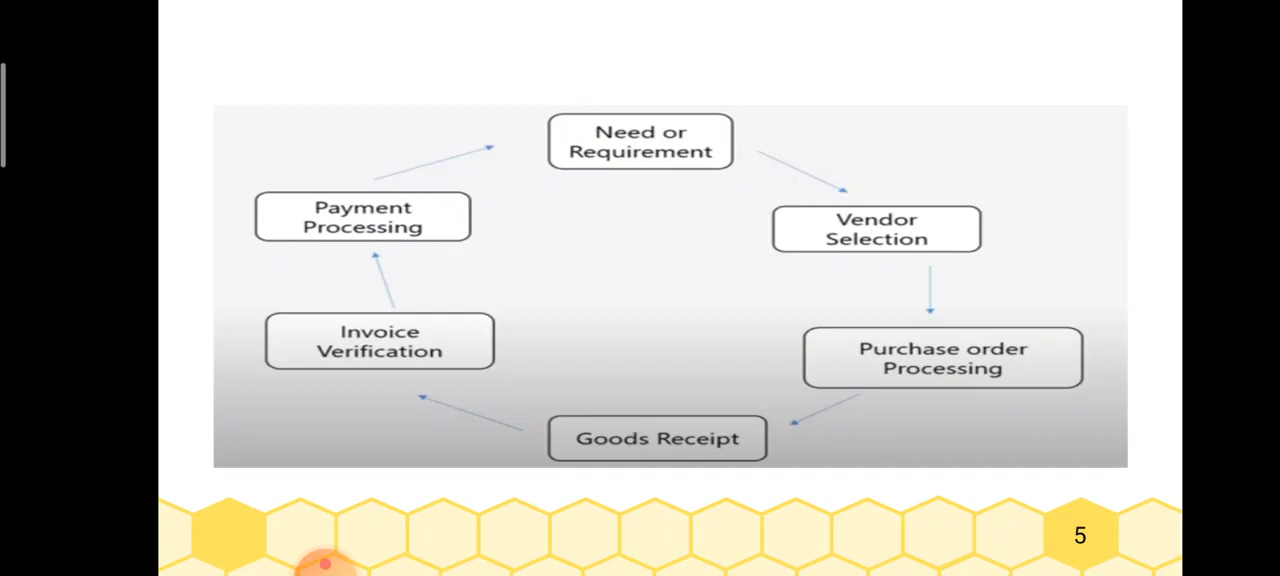 Need or
Requirement
Vendor
Selection
Purchase order
Processing
Goods Receipt
Invoice
Verification
Payment
Processing
5